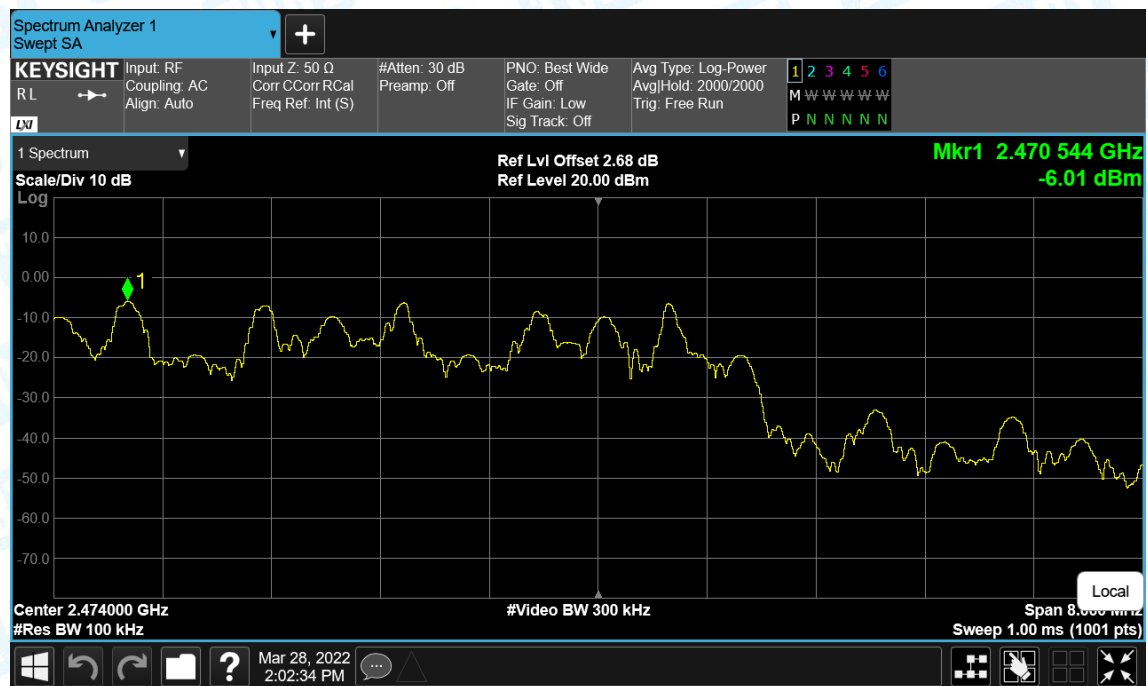 Spectrum Analyzer 1
Swept SA
+
KEYSIGHT
R L
LXI
Input: RF
Coupling: AC
Align: Auto
Input Z: 50 Ω
Corr CCorr RCal
Freq Ref: Int (S)
#Atten: 30 dB
Preamp: Off
PNO: Best Wide
Gate: Off
IF Gain: Low
Sig Track: Off
Avg Type: Log-Power
Avg|Hold: 2000/2000
Trig: Free Run
1 2 3 4 5 6
M W W W W W W
P N N N N N N
1 Spectrum
Scale/Div 10 dB
Log
Ref Lvl Offset 2.68 dB
Ref Level 20.00 dBm
Mkr1 2.470 544 GHz
-6.01 dBm
10.0
0.00
-10.0
-20.0
-30.0
-40.0
-50.0
-60.0
-70.0
1
Local
Center 2.474000 GHz
#Video BW 300 kHz
Span
#Res BW 100 kHz
Sweep 1.00 ms (1001 pts)
?
Mar 28, 2022
2:02:34 PM